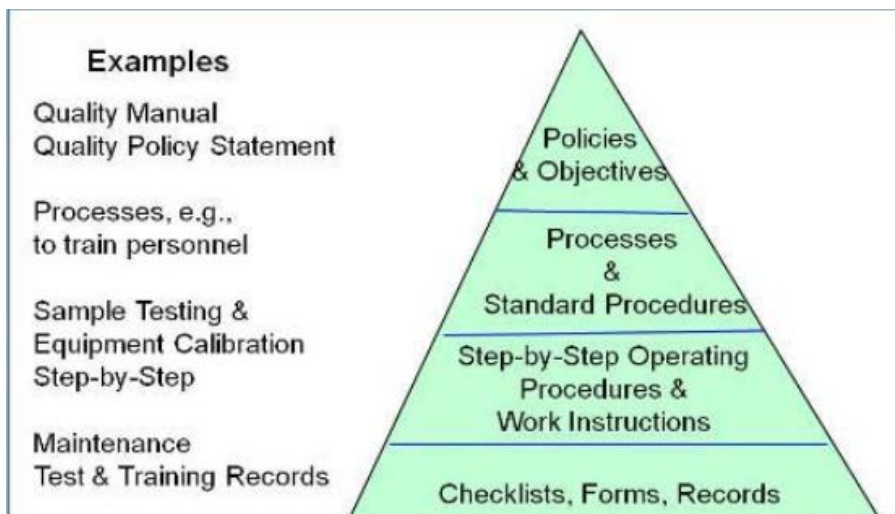 Examples
Quality Manual
Quality Policy Statement
Processes, e.g.,
to train personnel
Sample Testing &
Equipment Calibration
Step-by-Step
Maintenance
Test & Training Records
Policies
& Objectives
Processes
&
Standard Procedures
Step-by-Step Operating
Procedures &
Work Instructions
Checklists, Forms, Records